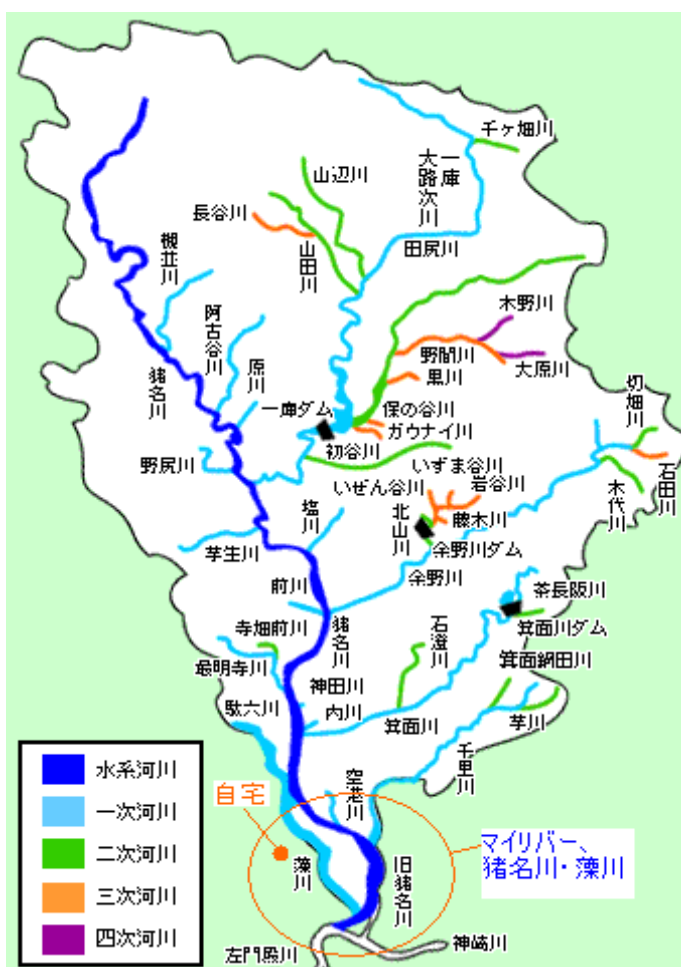 千ヶ畑川
一庫
大路次川
山辺川
長谷川
山田川
田尻川
槻並川
阿古谷川
原川
猪名川
木野川
野間川
大原川
黒川
一庫ダム
保の谷川
ガウナイ川
切畑川
野尻川
初谷川
いずま谷川
いぜん谷川
岩谷川
石田川
木代川
塩川
北山川
藤木川
余野川ダム
芋生川
余野川
前川
茶長阪川
寺畑前川
猪名川
石澄川
箕面川ダム
最明寺川
神田川
箕面鍋田川
駄六川
内川
箕面川
芋川
千里川
空港川
水系河川
一次河川
二次河川
三次河川
四次河川
自宅
マイリバー、
猪名川・藻川
藻川
旧猪名川
左門殿川
神崎川